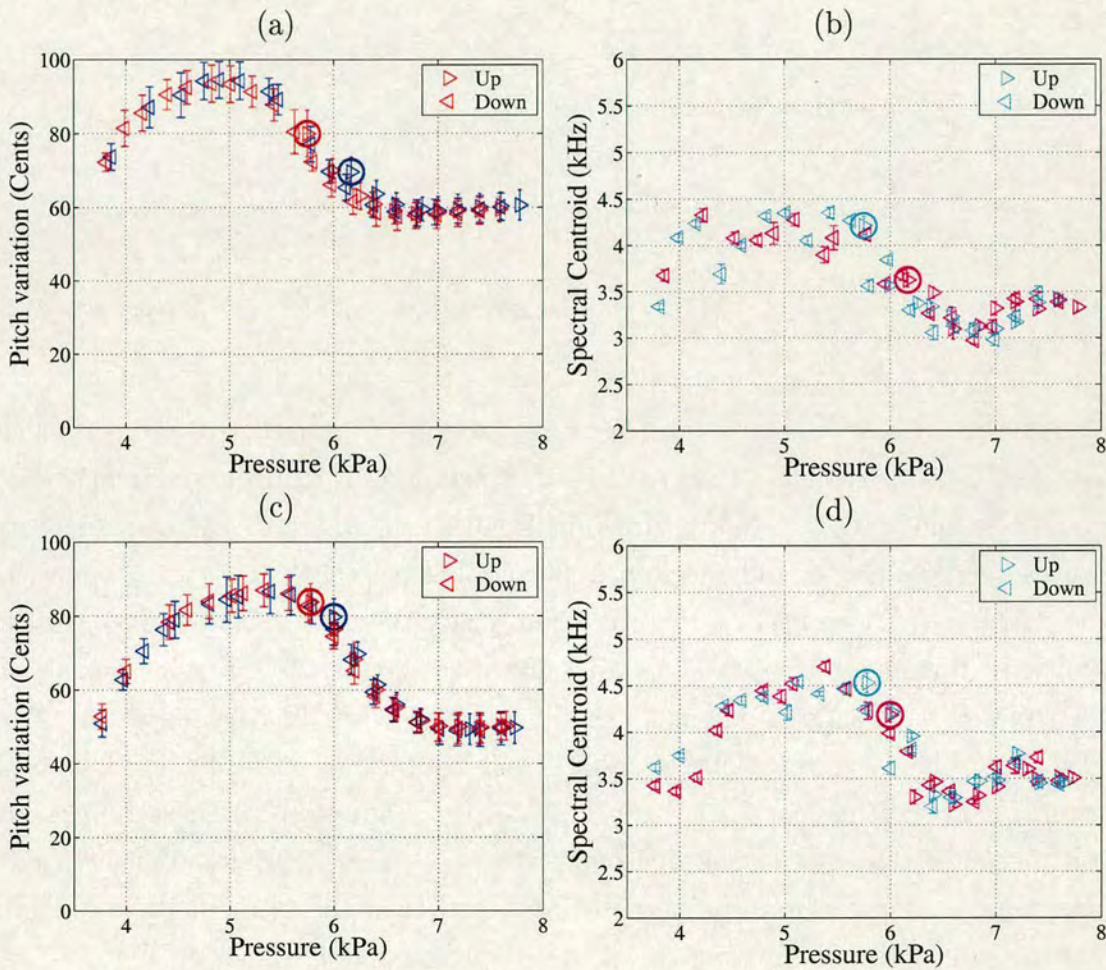 (a)
100
80
60
40
20
0
4
5
6
7
8
Pitch variation (Cents)
Pressure (kPa)
Up
Down
(b)
6
5.5
5
4.5
4
3.5
3
2.5
2
4
5
6
7
8
Spectral Centroid (kHz)
Pressure (kPa)
Up
Down
(c)
100
80
60
40
20
0
4
5
6
7
8
Pitch variation (Cents)
Pressure (kPa)
Up
Down
(d)
6
5.5
5
4.5
4
3.5
3
2.5
2
4
5
6
7
8
Spectral Centroid (kHz)
Pressure (kPa)
Up
Down